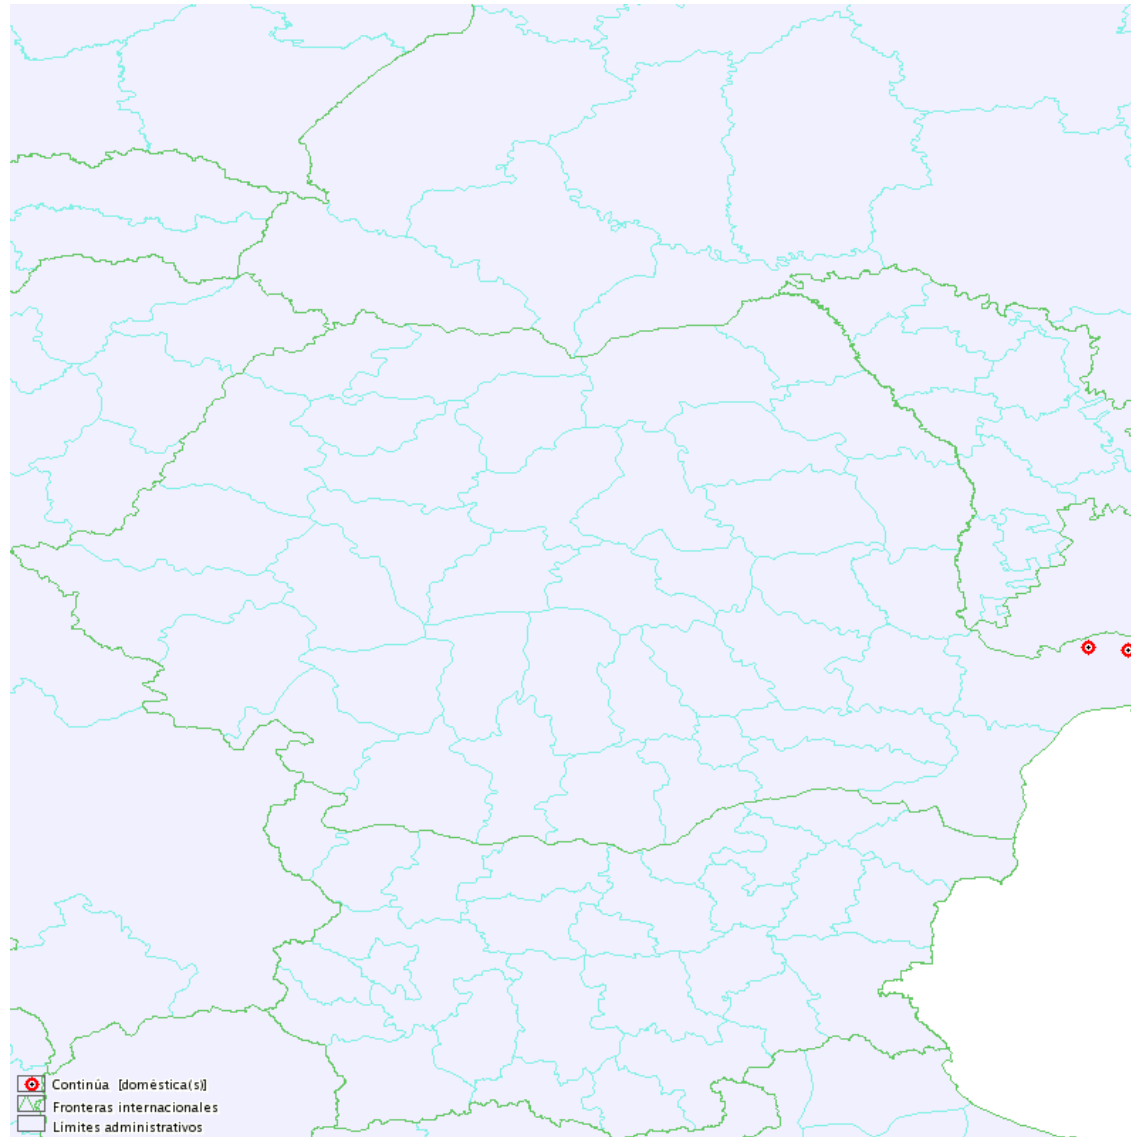 Continúa [doméstica(s)]
Fronteras internacionales
Límites administrativos